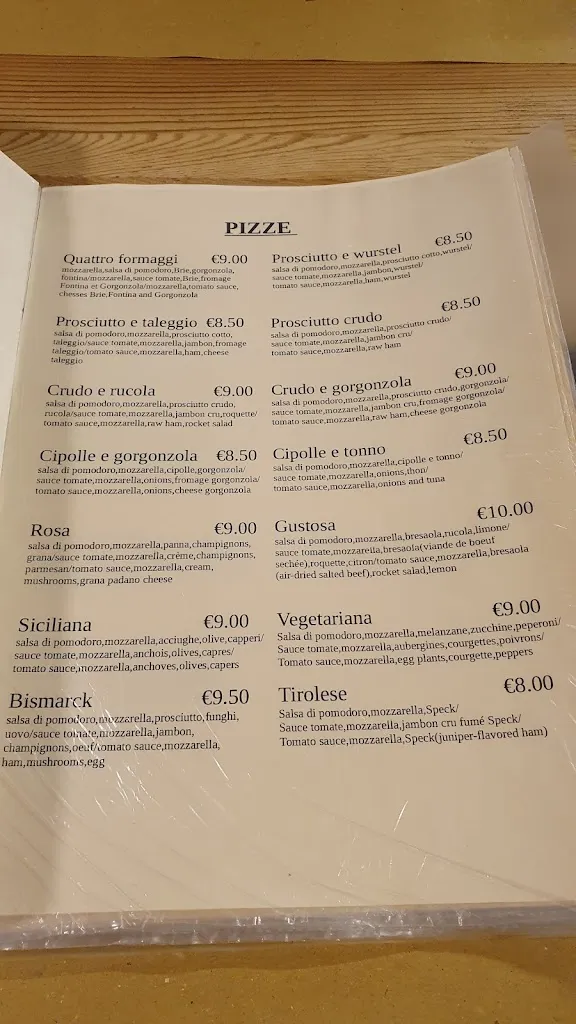 PIZZE
Quattro formaggi €9.00
mozzarella,salsa di pomodoro,Brie,gorgonzola,
fontina/mozzarella,sauce tomate,Brie,fromage
Fontina et Gorgonzola/mozzarella,tomato sauce,
chesses Brie,Fontina and Gorgonzola
Prosciutto e taleggio €8.50
salsa di pomodoro,mozzarella,prosciutto cotto,
taleggio/sauce tomate,mozzarella,jambon,fromage
taleggio/tomato sauce,mozzarella,ham,cheese
taleggio
Crudo e rucola €9.00
salsa di pomodoro,mozzarella,prosciutto crudo,
rucola/sauce tomate,mozzarella,jambon cru,roquette/
tomato sauce,mozzarella,raw ham,rocket salad
Cipolle e gorgonzola €8.50
salsa di pomodoro,mozzarella,cipolle,gorgonzola/
sauce tomate,mozzarella,onions,fromage gorgonzola/
tomato sauce,mozzarella,onions,cheese gorgonzola
Rosa €9.00
salsa di pomodoro,mozzarella,panna,champignons,
grana/sauce tomate,mozzarella,crème,champignons,
parmesan/tomato sauce,mozzarella,cream,
mushrooms,grana padano cheese
Siciliana €9.00
salsa di pomodoro,mozzarella,acciughe,olive,capperi/
sauce tomate,mozzarella,anchois,olives,capres/
tomato sauce,mozzarella,anchoves,olives,capers
Bismarck €9.50
salsa di pomodoro,mozzarella,prosciutto,funghi,
uovo/sauce tomate,mozzarella,jambon,
champignons,oeuf/tomato sauce,mozzarella,
ham,mushrooms,egg
Prosciutto e wurstel €8.50
salsa di pomodoro,mozzarella,prosciutto cotto,wurstel/
sauce tomate,mozzarella,jambon,wurstel/
tomato sauce,mozzarella,ham,wurstel
Prosciutto crudo €8.50
salsa di pomodoro,mozzarella,prosciutto crudo/
sauce tomate,mozzarella,jambon cru/
tomato sauce,mozzarella,raw ham
Crudo e gorgonzola €9.00
salsa di pomodoro,mozzarella,prosciutto crudo,gorgonzola/
sauce tomate,mozzarella,jambon cru,fromage gorgonzola/
tomato sauce,mozzarella,raw ham,cheese gorgonzola
Cipolle e tonno €8.50
salsa di pomodoro,mozzarella,cipolle e tonno/
sauce tomate,mozzarella,onions,thon/
tomato sauce,mozzarella,onions and tuna
Gustosa €10.00
salsa di pomodoro,mozzarella,bresaola,rucola,limone/
sauce tomate,mozzarella,bresaola(viande de boeuf
sechée),roquette,citron/tomato sauce,mozzarella,bresaola
(air-dried salted beef),rocket salad,lemon
Vegetariana €9.00
Salsa di pomodoro,mozzarella,melanzane,zucchine,peperoni/
Sauce tomate,mozzarella,aubergines,courgettes,poivrons/
Tomato sauce,mozzarella,egg plants,courgette,peppers
Tirolese €8.00
Salsa di pomodoro,mozzarella,Speck/
Sauce tomate,mozzarella,jambon cru fumé Speck/
Tomato sauce,mozzarella,Speck(juniper-flavored ham)